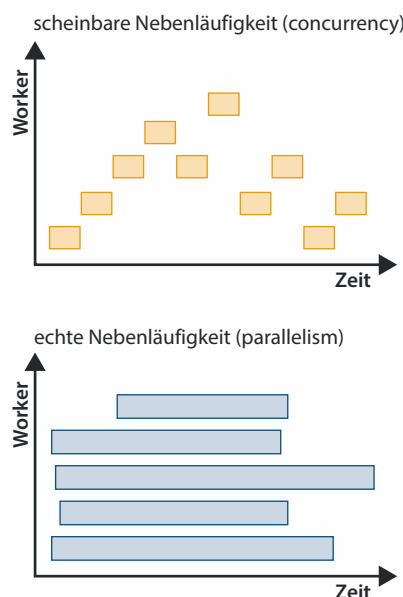 scheinbare Nebenläufigkeit (concurrency)
Worker
Zeit
echte Nebenläufigkeit (parallelism)
Worker
Zeit